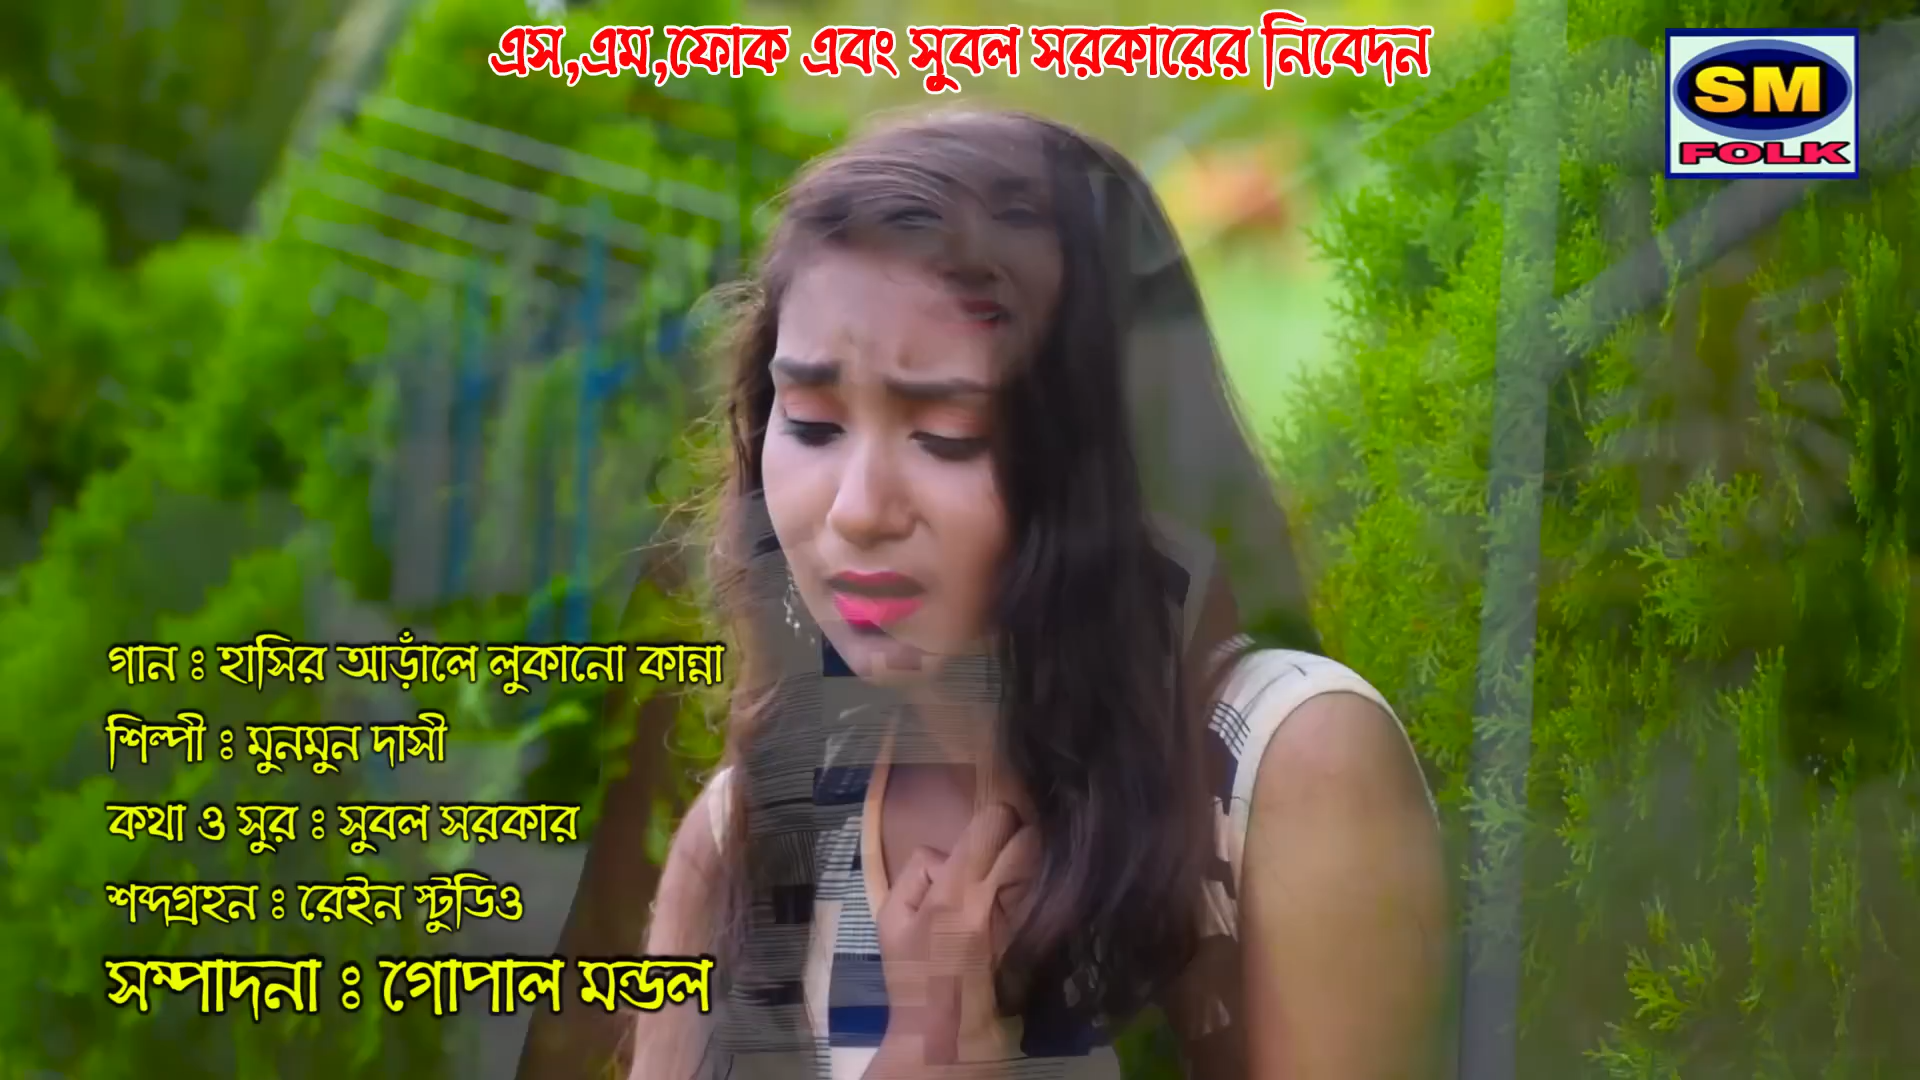 এস,এম,ফোক এবং সুবল সরকারের নিবেদন
SM
FOLK
গান ঃ হাসির আড়াঁলে লুকানো কান্না
শিল্পী ঃ মুনমুন দাসী
কথা ও সুর ঃ সুবল সরকার
শব্দগ্রহন ঃ রেইন স্টুডিও
সম্পাদনা ঃ গোপাল মন্ডল